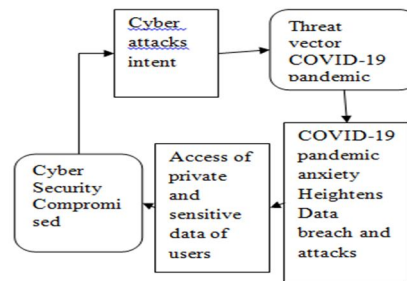 Cyber
attacks
intent
Threat
vector
COVID-19
pandemic
COVID-19
pandemic
anxiety
Heightens
Data
breach and
attacks
Access of
private
and
sensitive
data of
users
Cyber
Security
Compromi
sed